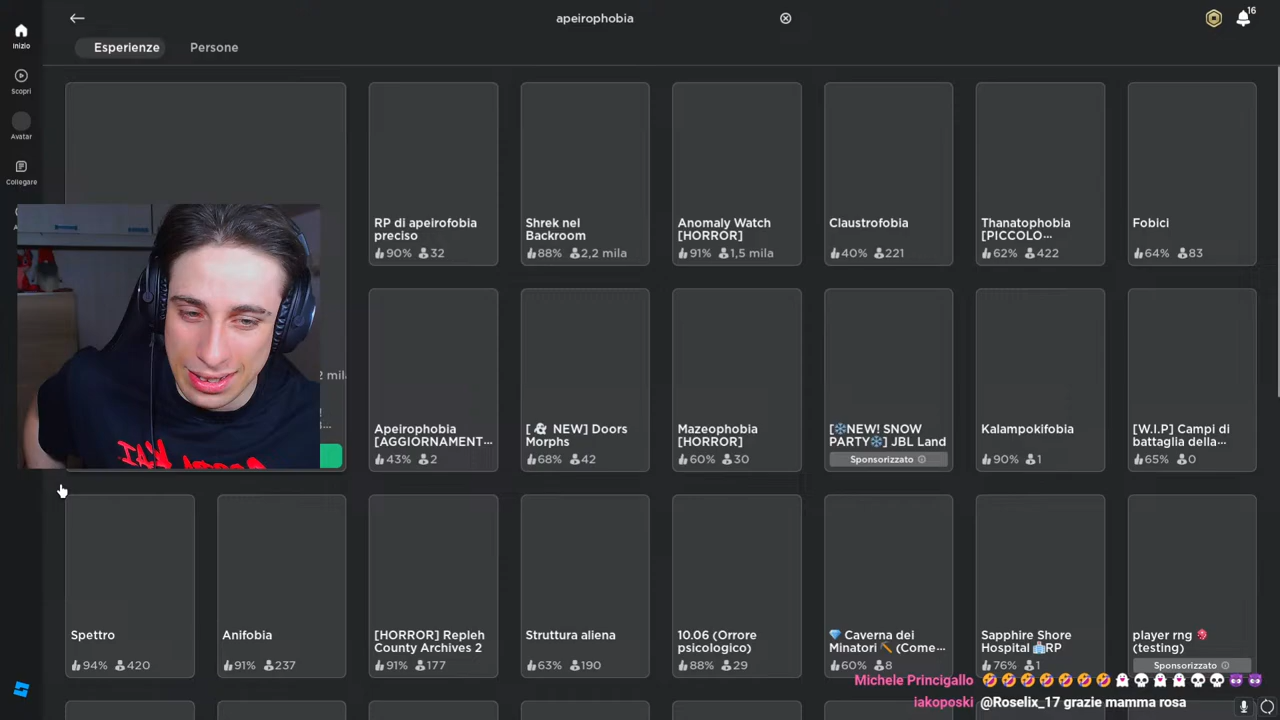 apeirophobia
16
Inizio
Esperienze
Persone
Scopri
Avatar
Collegare
RP di apeirofobia
preciso
90% 32
Shrek nel
Backroom
88% 2,2 mila
Anomaly Watch
[HORROR]
91% 1,5 mila
Claustrofobia
40% 221
Thanatophobia
[PICCOLO...
62% 422
Fobici
64% 83
2 mila
Apeirophobia
[AGGIORNAMENT...
43% 2
[👻 NEW] Doors
Morphs
68% 42
Mazeophobia
[HORROR]
60% 30
[❄NEW! SNOW
PARTY❄] JBL Land
Sponsorizzato
Kalampokifobia
90% 1
[W.I.P] Campi di
battaglia della...
65% 0
Spettro
94% 420
Anifobia
91% 237
[HORROR] Repleh
County Archives 2
91% 177
Struttura aliena
63% 190
10.06 (Orrore
psicologico)
88% 29
💎 Caverna dei
Minatori ⛏ (Come...
60% 8
Sapphire Shore
Hospital 🏥RP
76% 1
player rng
(testing)
Sponsorizzato
Michele Principagallo 🤣🤣🤣🤣🤣🤣🤣👻💀👻👻💀💀😈😈
iakoposki @Roselix_17 grazie mamma rosa